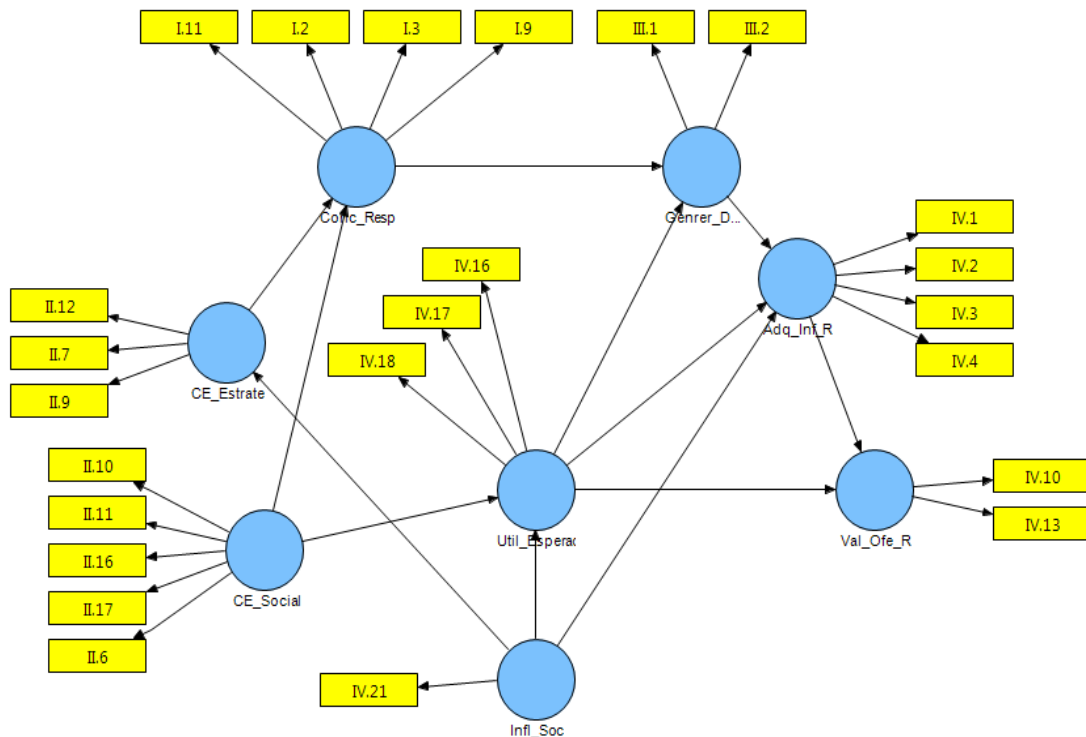 I.11
I.2
I.3
I.9
III.1
III.2
Conc_Resp
Genrer_D...
IV.1
IV.2
IV.3
IV.4
Adq_Inf_R
IV.16
IV.17
IV.18
II.12
II.7
II.9
CE_Estrate
II.10
II.11
II.16
II.17
II.6
CE_Social
Util_Esperac
IV.10
IV.13
Val_Ofe_R
IV.21
Infl_Soc